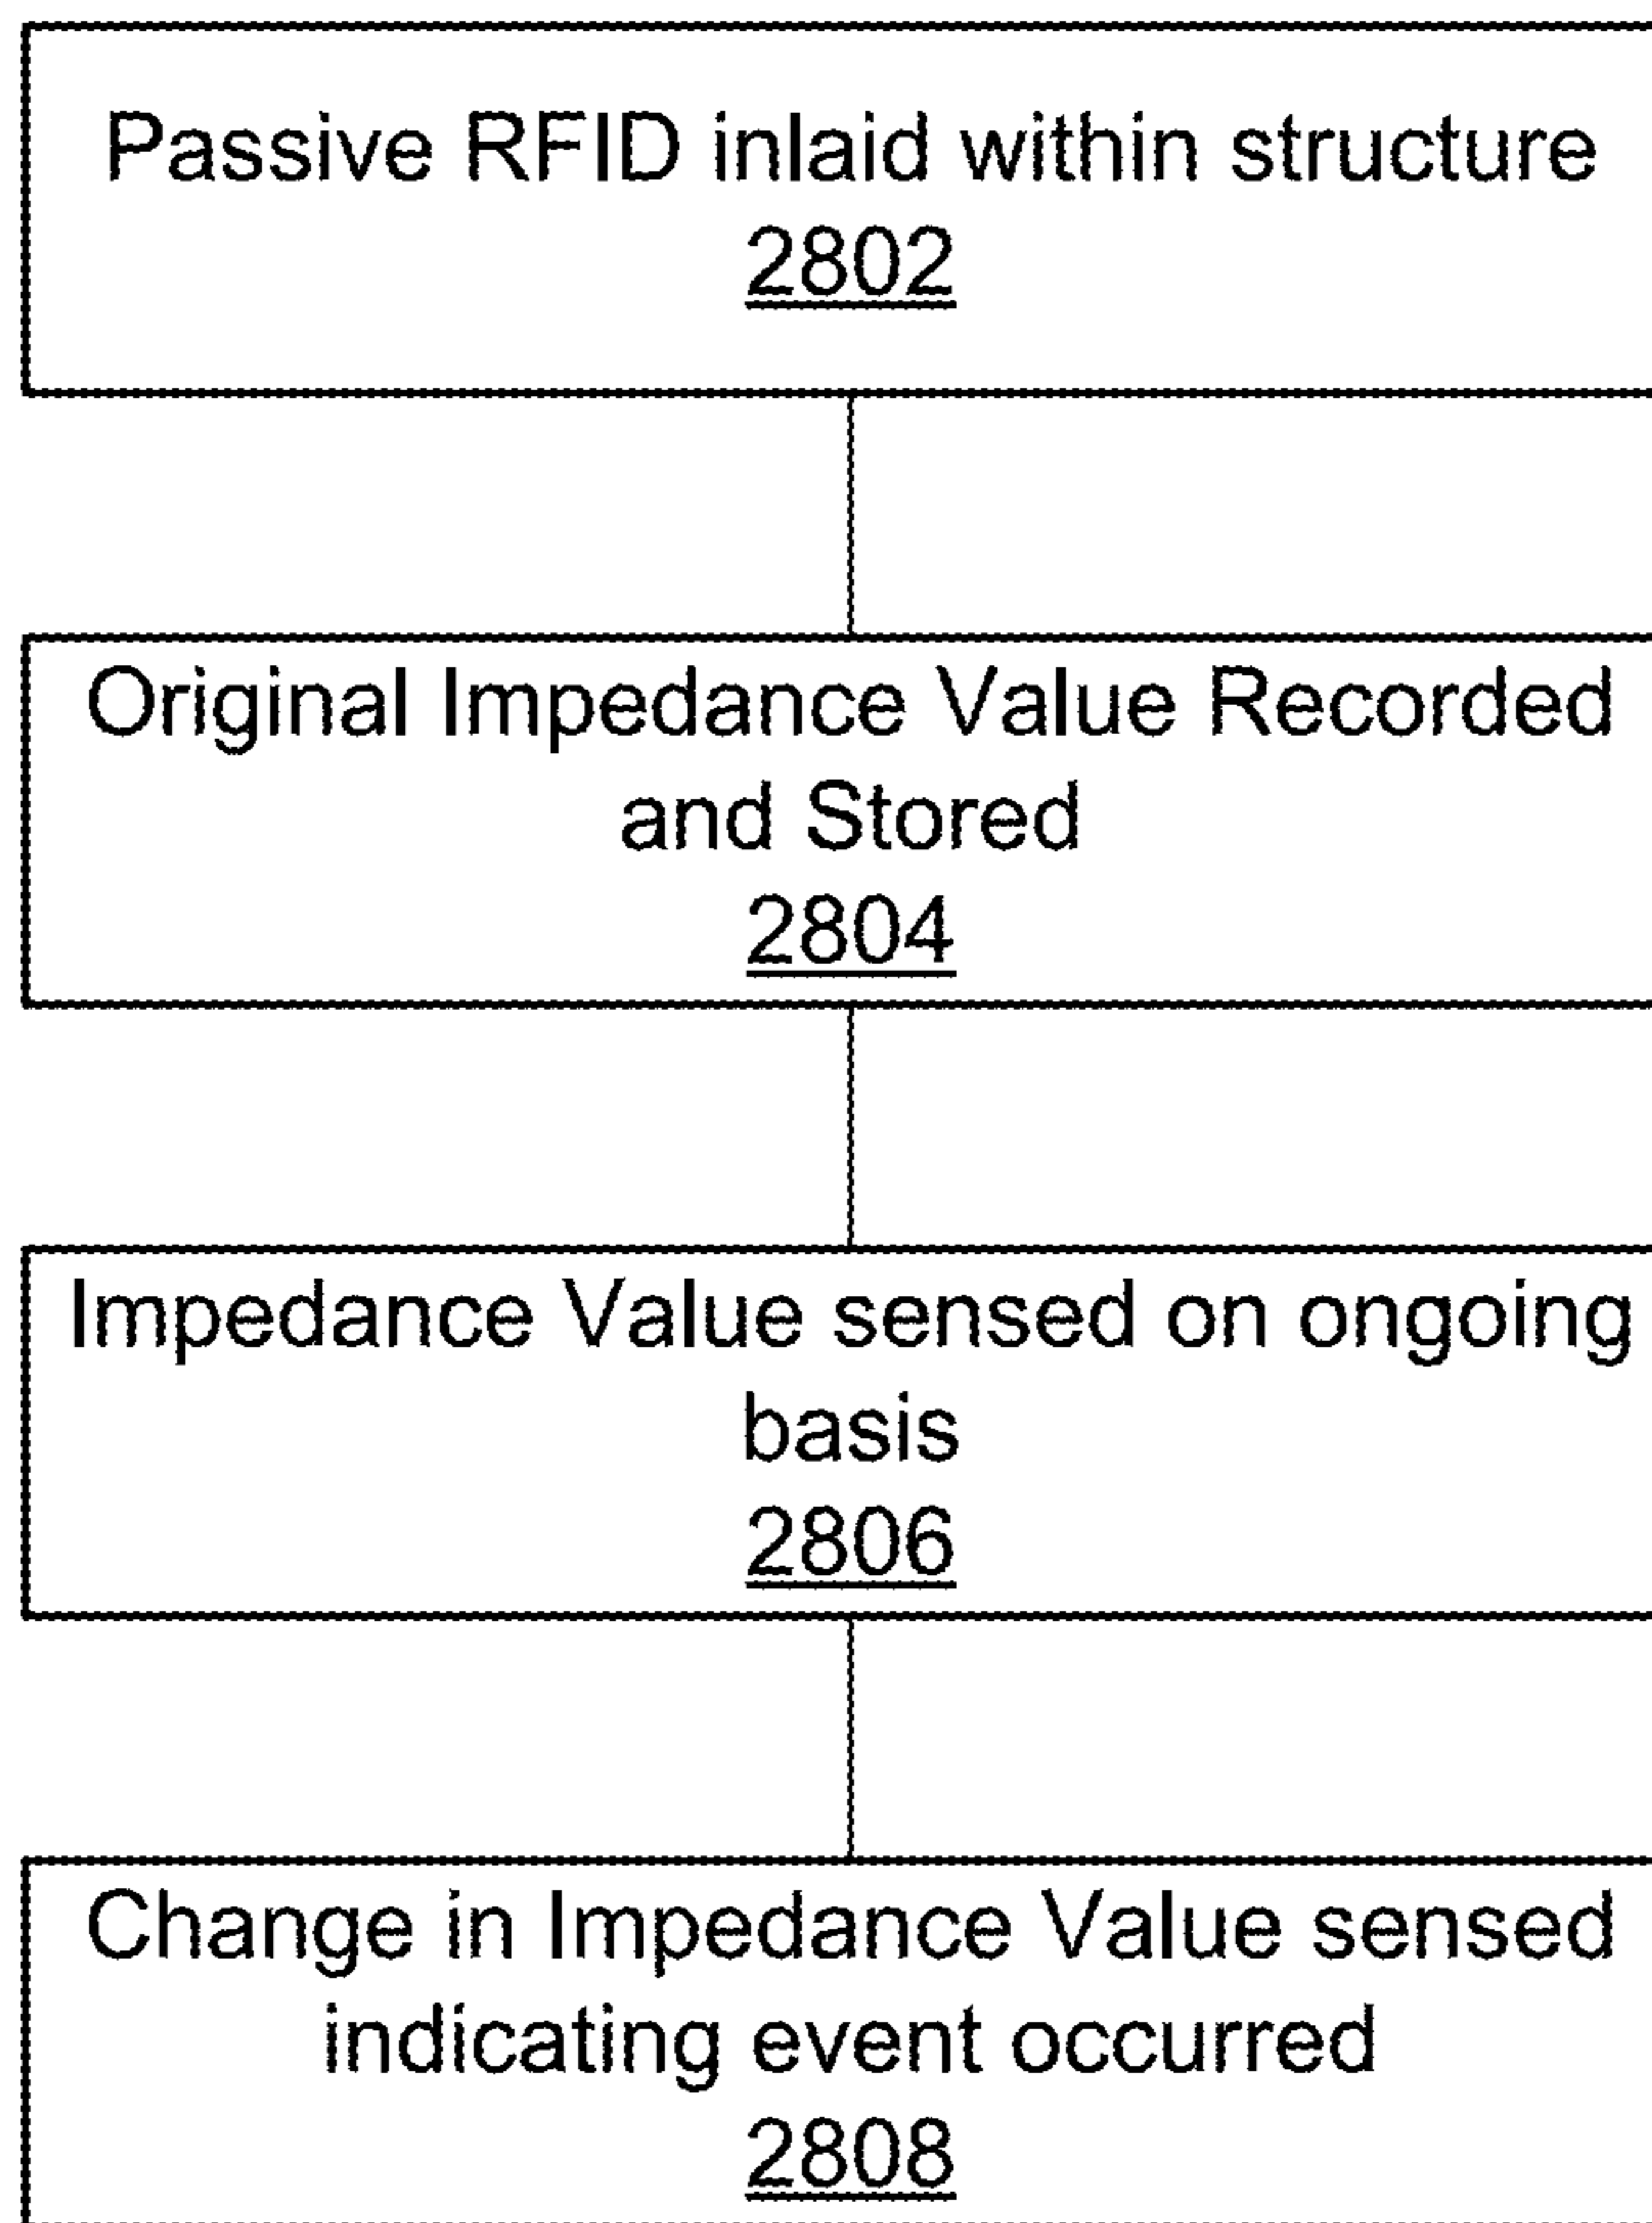 Passive RFID inlaid within structure
2802
Original Impedance Value Recorded
and Stored
2804
Impedance Value sensed on ongoing
basis
2806
Change in Impedance Value sensed
indicating event occurred
2808